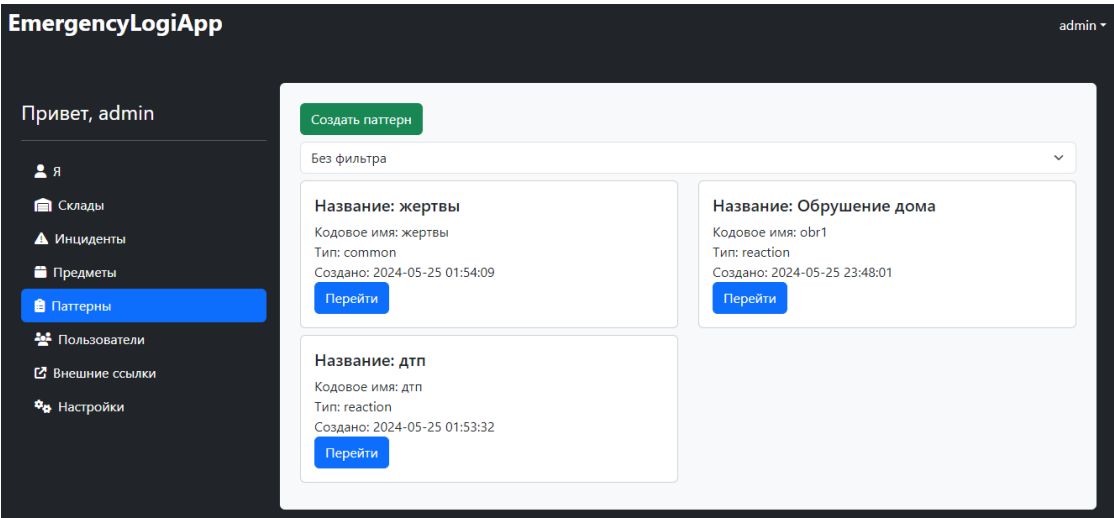 EmergencyLogiApp
admin
Привет, admin
Я
Склады
Инциденты
Предметы
Паттерны
Пользователи
Внешние ссылки
Настройки
Создать паттерн
Без фильтра
Название: жертвы
Кодовое имя: жертвы
Тип: common
Создано: 2024-05-25 01:54:09
Перейти
Название: Обрушение дома
Кодовое имя: obr1
Тип: reaction
Создано: 2024-05-25 23:48:01
Перейти
Название: дтп
Кодовое имя: дтп
Тип: reaction
Создано: 2024-05-25 01:53:32
Перейти